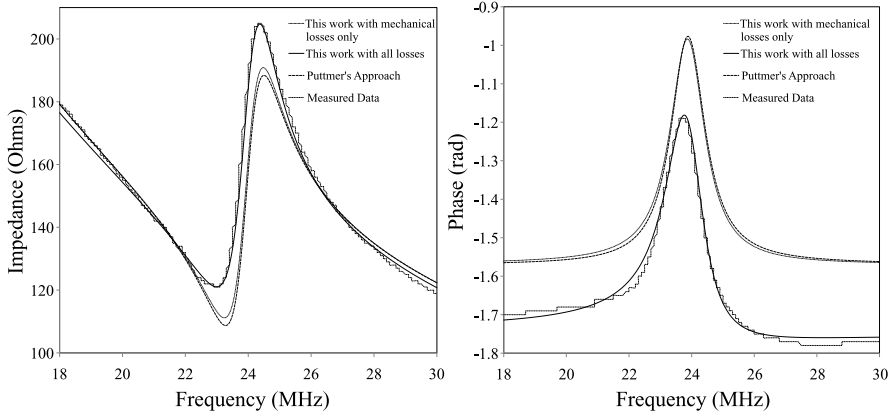 200
180
160
140
120
100
Impedance (Ohms)
18
20
22
24
26
28
30
Frequency (MHz)
This work with mechanical
losses only
This work with all losses
Puttmer's Approach
Measured Data
-0.9
-1
-1.1
-1.2
-1.3
-1.4
-1.5
-1.6
-1.7
-1.8
Phase (rad)
18
20
22
24
26
28
30
Frequency (MHz)
This work with mechanical
losses only
This work with all losses
Puttmer's Approach
Measured Data